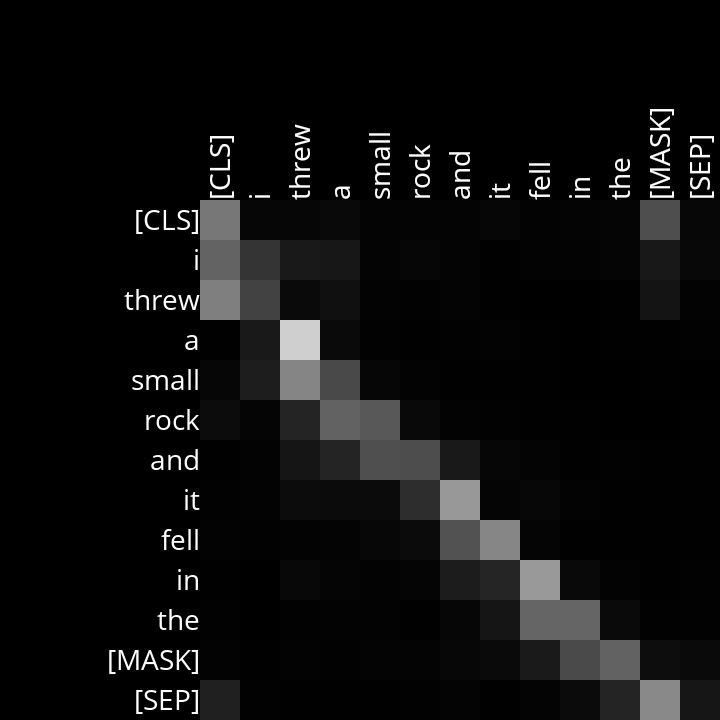 [CLS] i threw a small rock and it fell in the [MASK] [SEP]
[CLS]
i
threw
a
small
rock
and
it
fell
in
the
[MASK]
[SEP]